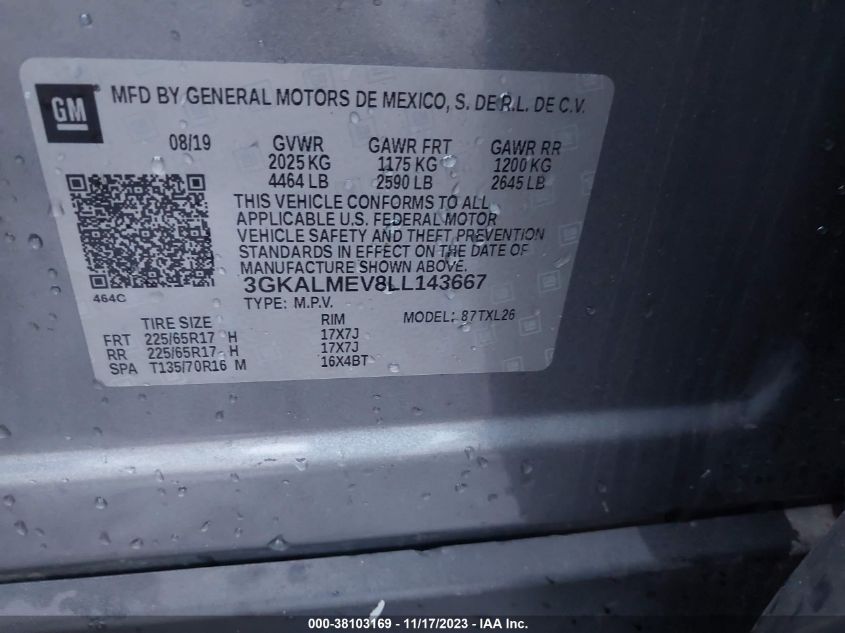 GM
MFD BY GENERAL MOTORS DE MEXICO, S. DE R.L. DE C.V.
08/19 GVWR GAWR FRT GAWR RR
2025 KG 1175 KG 1200 KG
4464 LB 2590 LB 2645 LB
THIS VEHICLE CONFORMS TO ALL
APPLICABLE U.S. FEDERAL MOTOR
VEHICLE SAFETY AND THEFT PREVENTION
STANDARDS IN EFFECT ON THE DATE OF
MANUFACTURE SHOWN ABOVE.
464C 3GKALMEV8LL143667
TYPE: M.P.V. MODEL: 87TXL26
TIRE SIZE RIM
FRT 225/65R17 H 17X7J
RR 225/65R17 H 17X7J
SPA T135/70R16 M 16X4BT
000-38103169 - 11/17/2023 - IAA Inc.